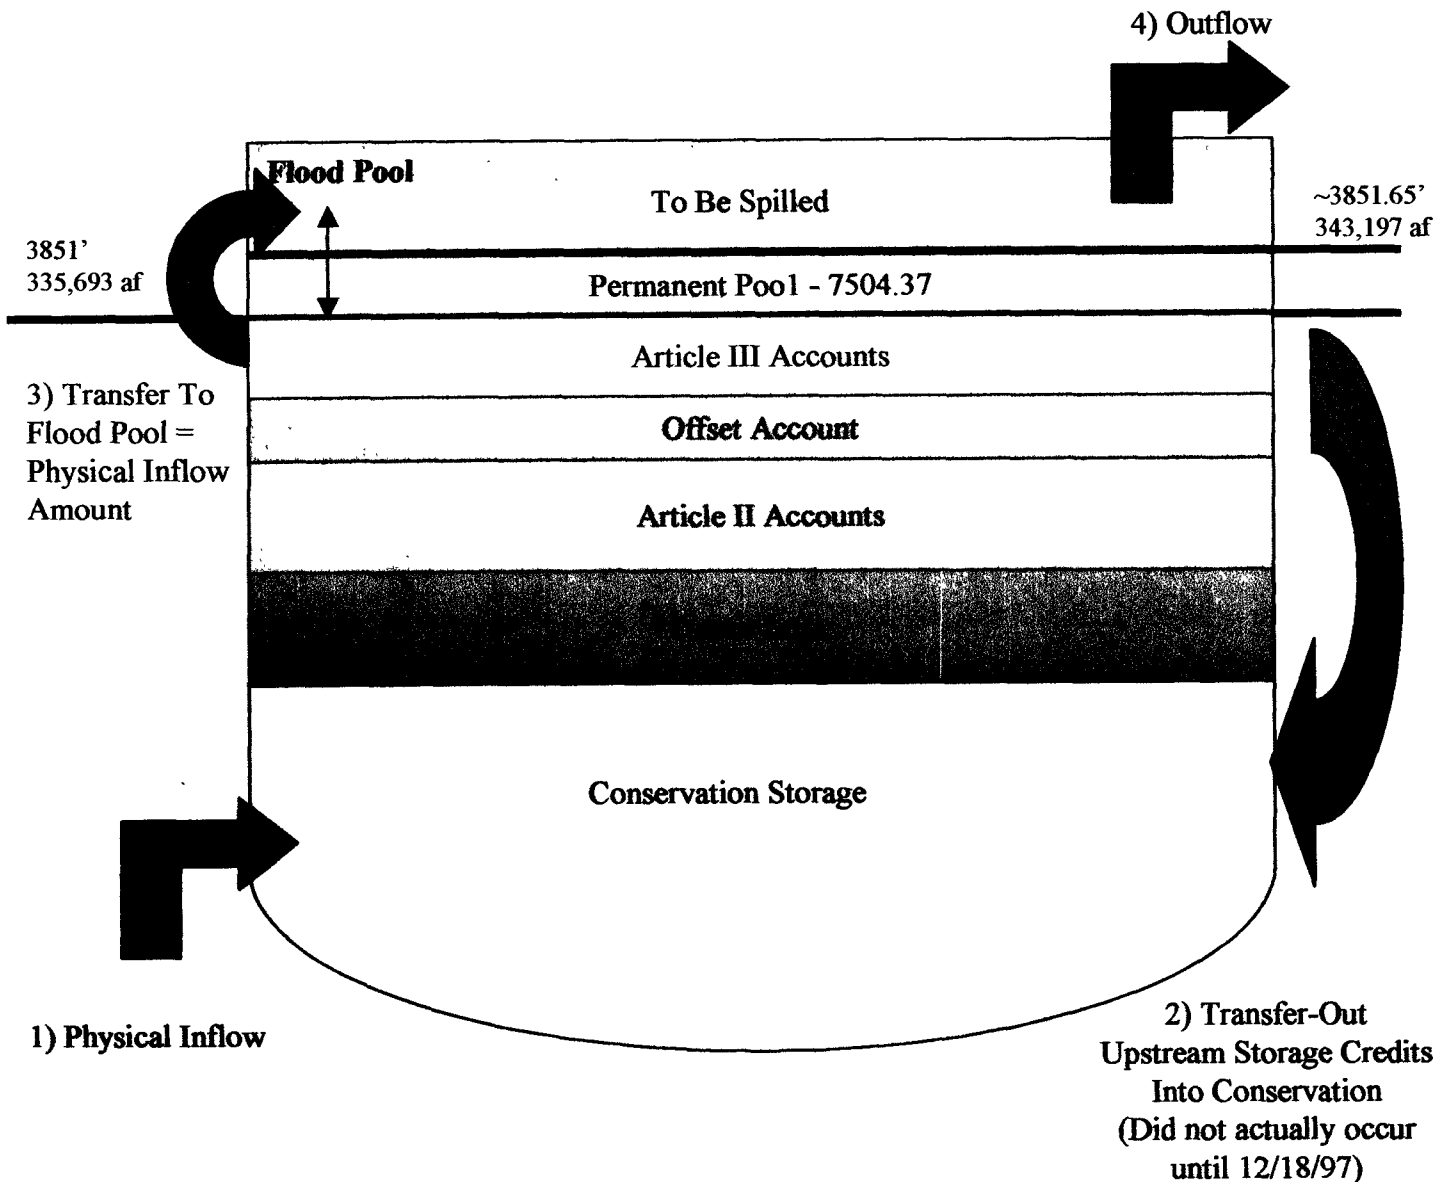 4) Outflow
Flood Pool
To Be Spilled
~3851.65’
343,197 af
3851’
335,693 af
Permanent Pool - 7504.37
Article III Accounts
3) Transfer To
Flood Pool =
Physical Inflow
Amount
Offset Account
Article II Accounts
Conservation Storage
1) Physical Inflow
2) Transfer-Out
Upstream Storage Credits
Into Conservation
(Did not actually occur
until 12/18/97)